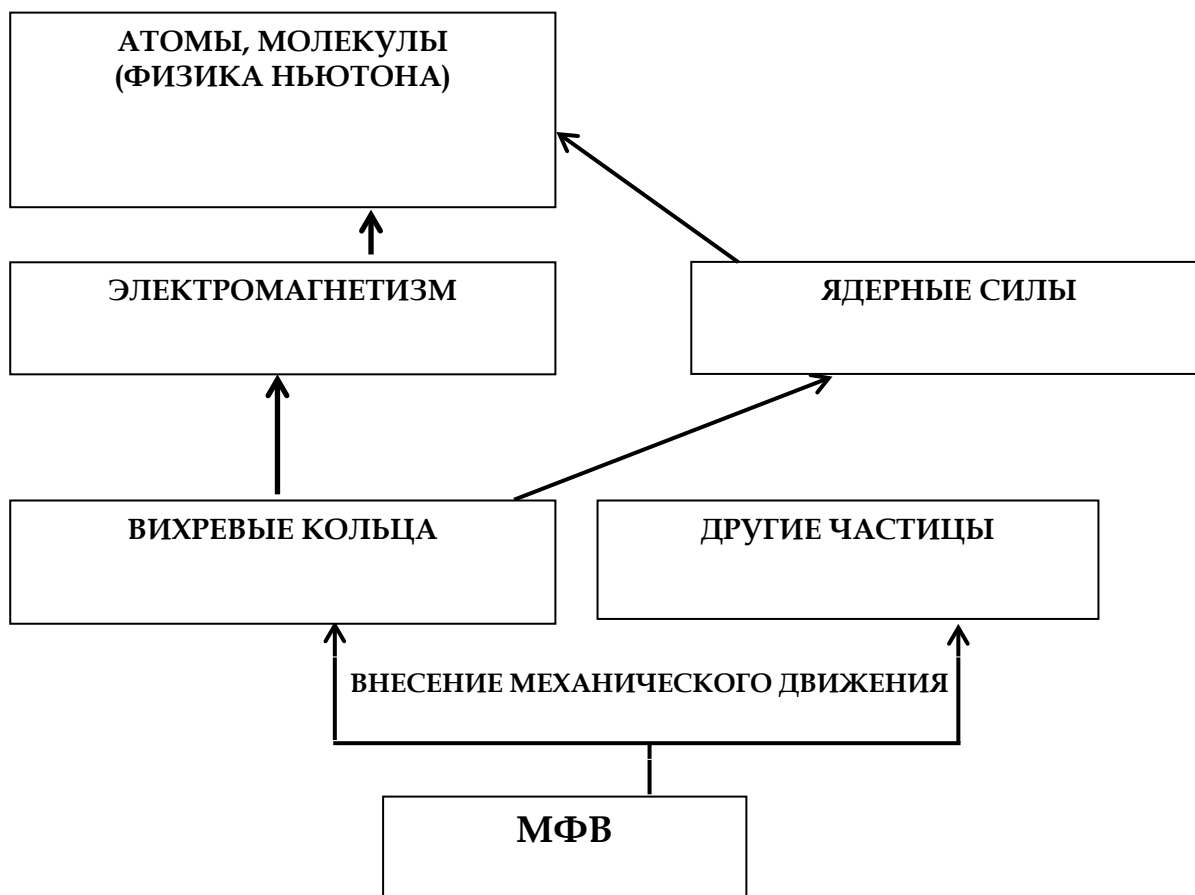 АТОМЫ, МОЛЕКУЛЫ
(ФИЗИКА НЬЮТОНА)
ЭЛЕКТРОМАГНЕТИЗМ
ЯДЕРНЫЕ СИЛЫ
ВИХРЕВЫЕ КОЛЬЦА
ДРУГИЕ ЧАСТИЦЫ
ВНЕСЕНИЕ МЕХАНИЧЕСКОГО ДВИЖЕНИЯ
МФВ